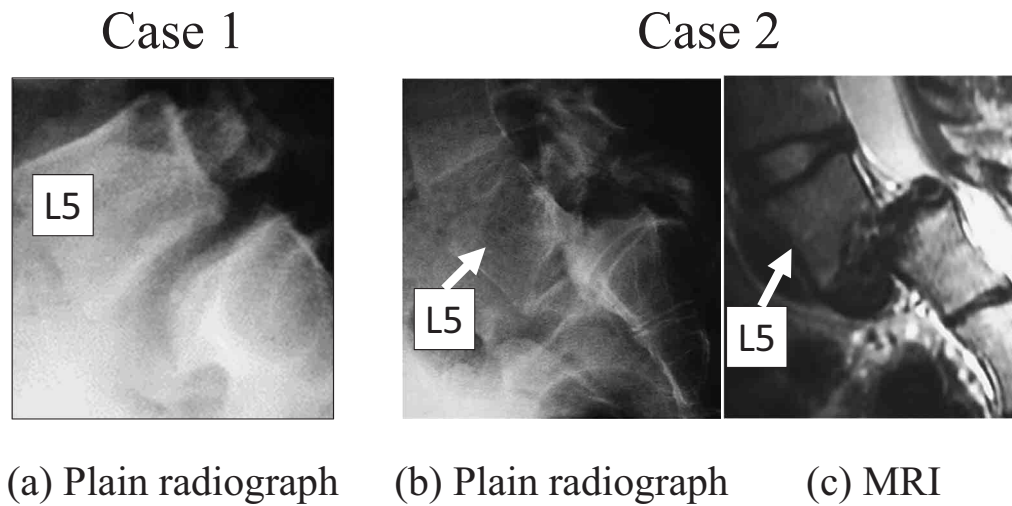 Case 1
Case 2
L5
L5
L5
(a) Plain radiograph
(b) Plain radiograph
(c) MRI